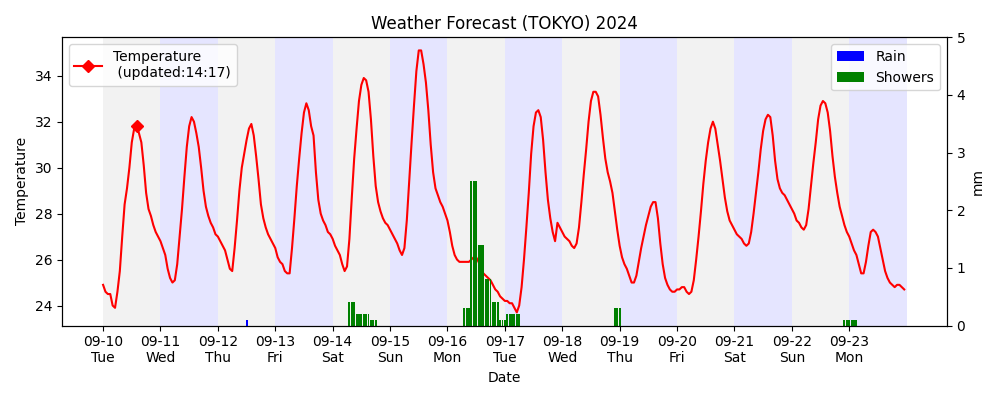 Weather Forecast (TOKYO) 2024
Temperature
(updated:14:17)
Rain
Showers
Temperature
34
32
30
28
26
24
5
4
3
2
1
0
mm
09-10 09-11 09-12 09-13 09-14 09-15 09-16 09-17 09-18 09-19 09-20 09-21 09-22 09-23
Tue Wed Thu Fri Sat Sun Mon Tue Wed Thu Fri Sat Sun Mon
Date